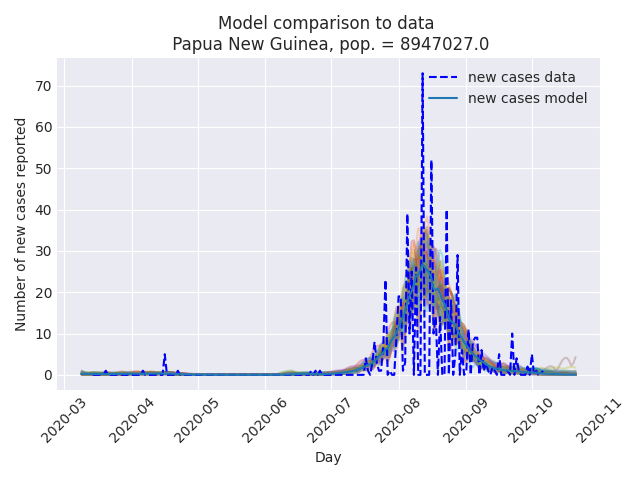 Model comparison to data
Papua New Guinea, pop. = 8947027.0
new cases data
new cases model
Number of new cases reported
70
60
50
40
30
20
10
0
2020-03
2020-04
2020-05
2020-06
2020-07
2020-08
2020-09
2020-10
2020-11
Day